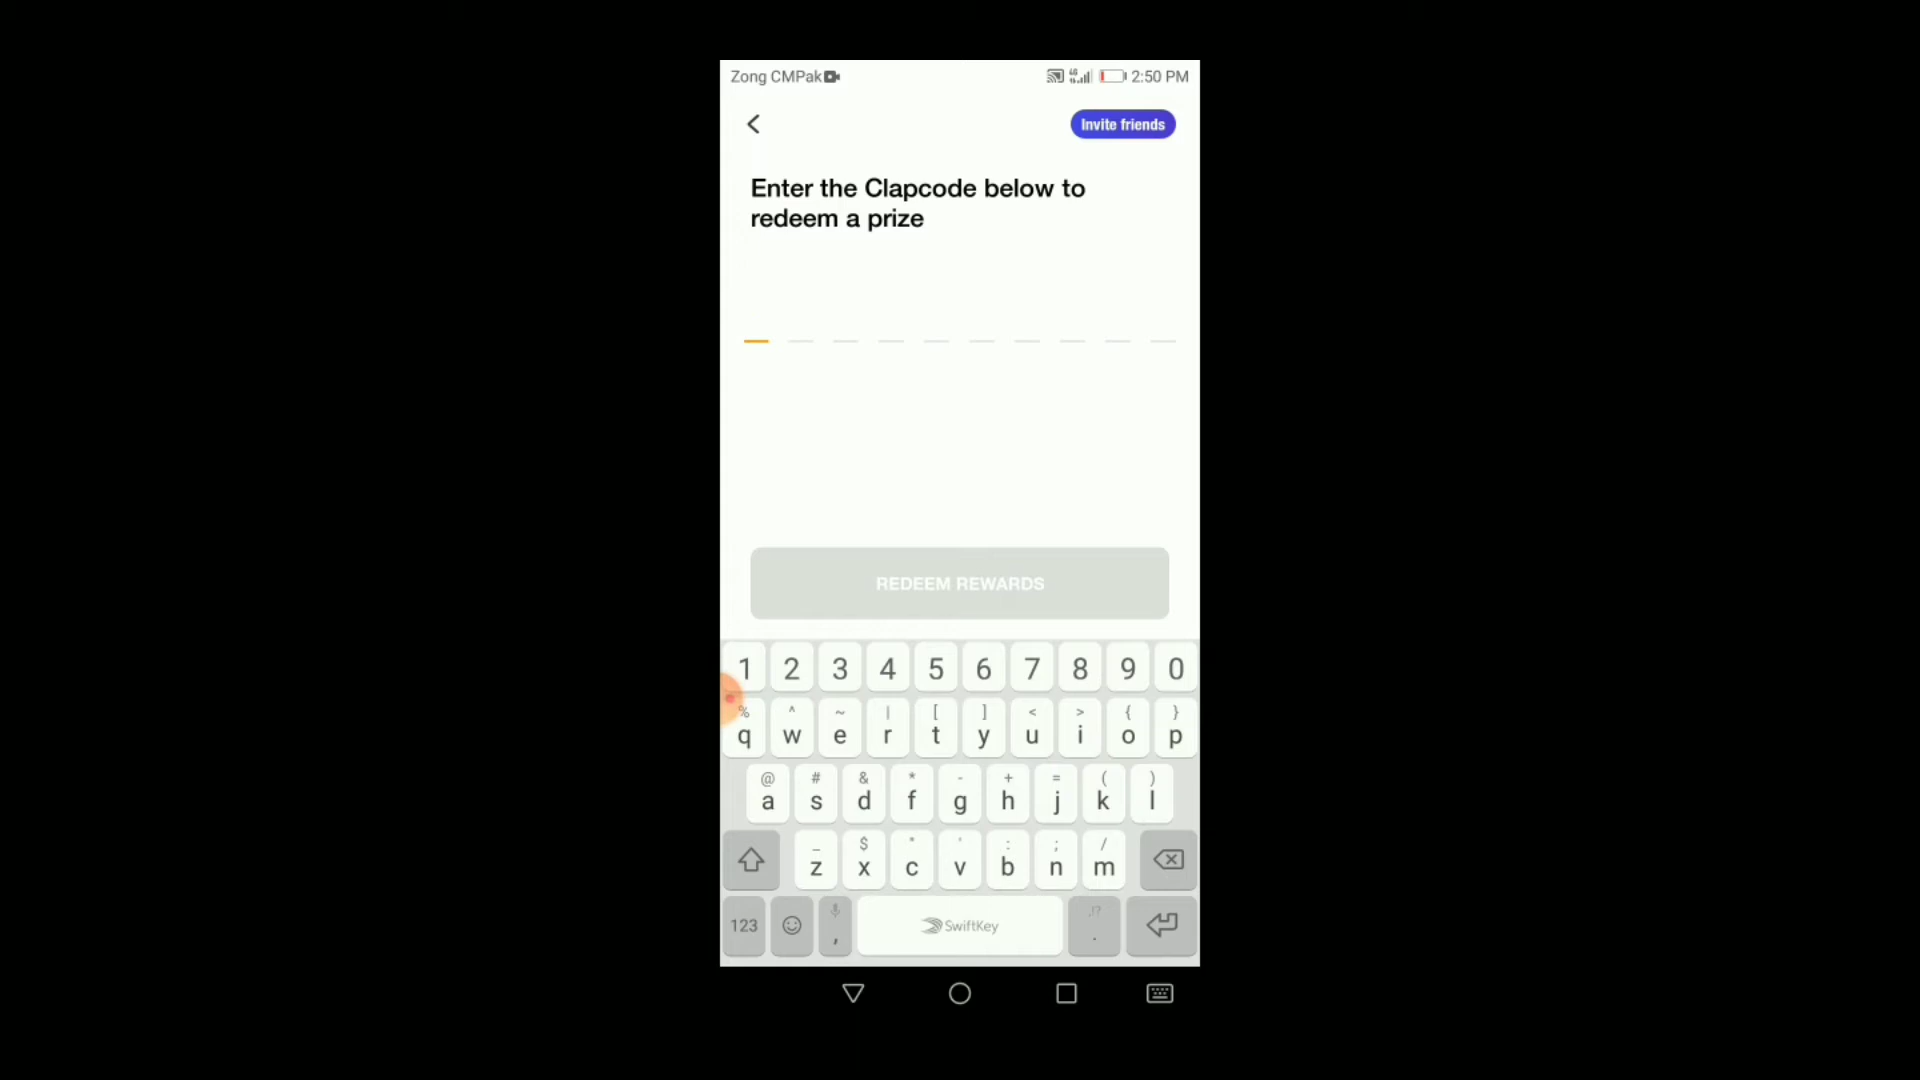 Zong CMPak 4G 2:50 PM
Invite friends
Enter the Clapcode below to
redeem a prize
REDEEM REWARDS
1 2 3 4 5 6 7 8 9 0
% ^ ~ | [ ] < > { }
q w e r t y u i o p
@ # & * - + = ( )
a s d f g h j k l
_ $ " ' : ; /
z x c v b n m
!?
123 , SwiftKey .